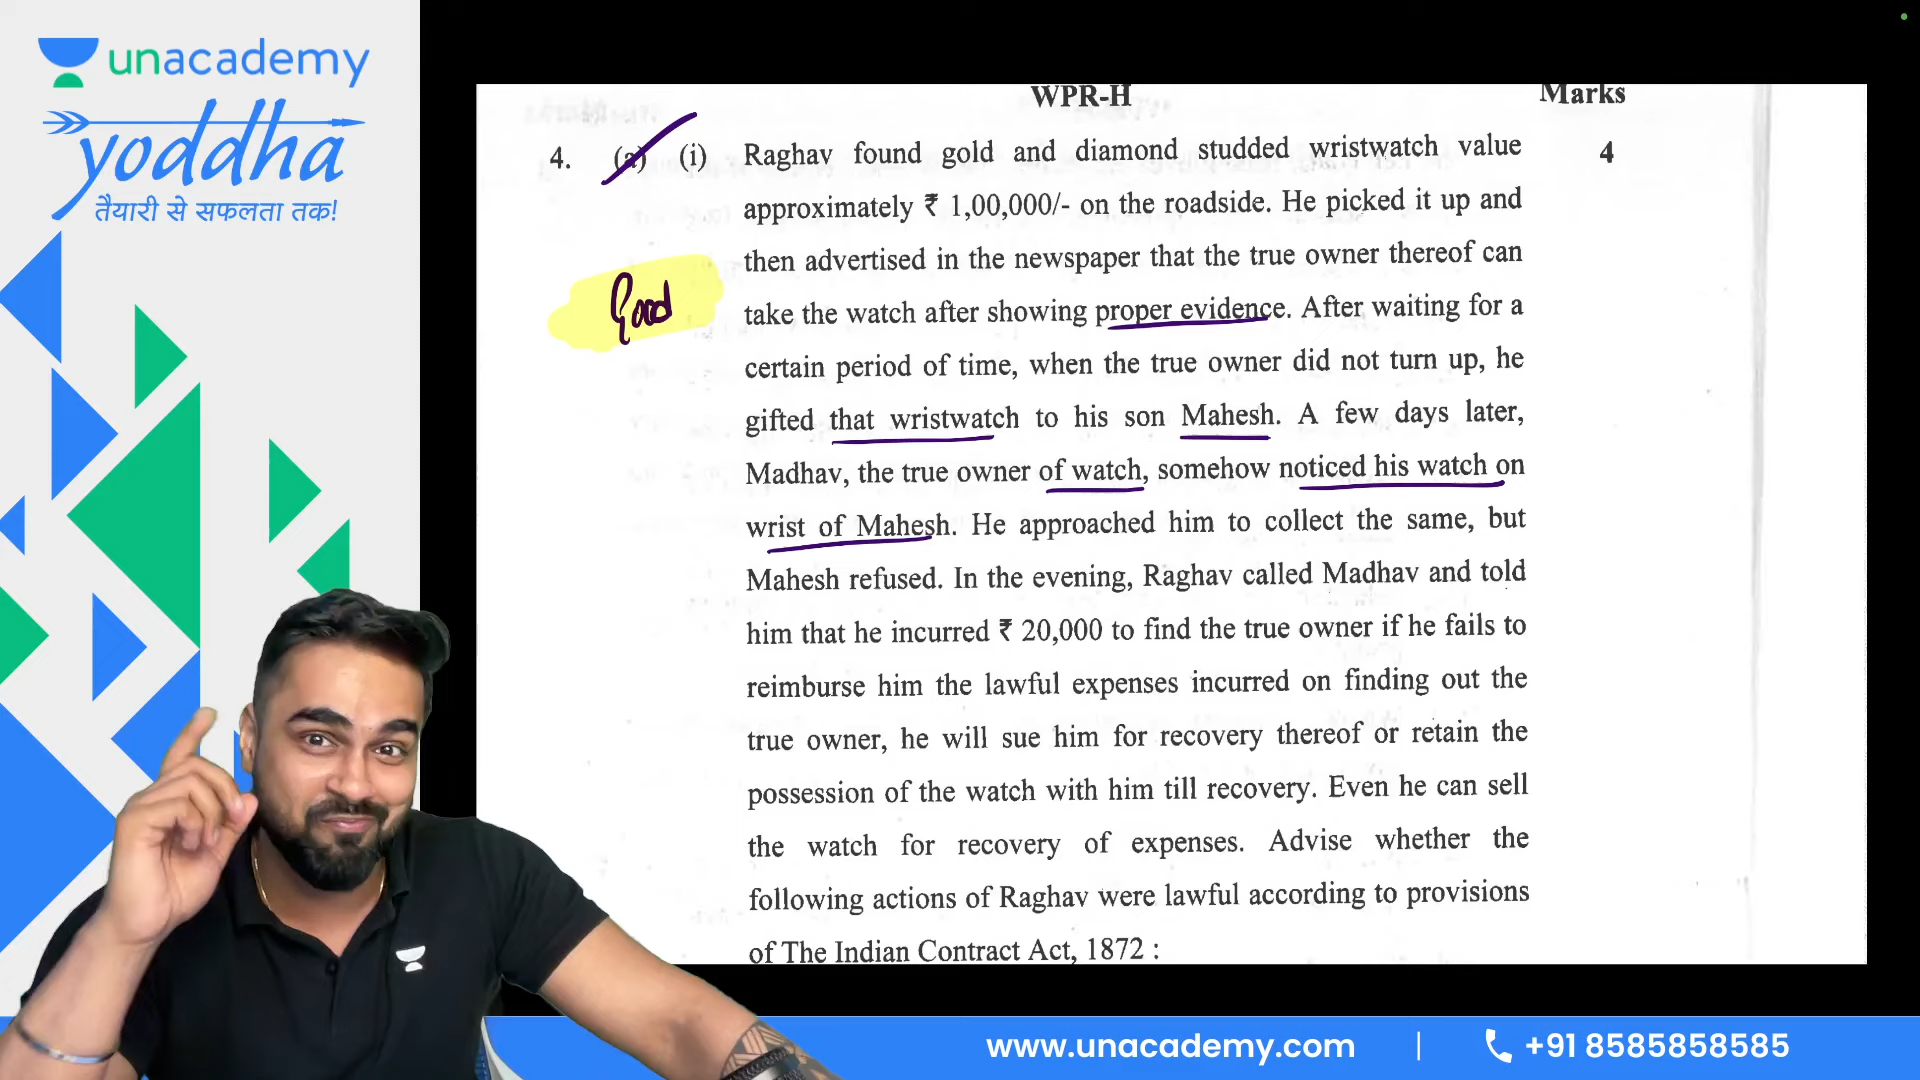 unacademy
yoddha
तैयारी से सफलता तक!
WPR-H
Marks
4. (a) (i) Raghav found gold and diamond studded wristwatch value 4
approximately ₹ 1,00,000/- on the roadside. He picked it up and
then advertised in the newspaper that the true owner thereof can
Good
take the watch after showing proper evidence. After waiting for a
certain period of time, when the true owner did not turn up, he
gifted that wristwatch to his son Mahesh. A few days later,
Madhav, the true owner of watch, somehow noticed his watch on
wrist of Mahesh. He approached him to collect the same, but
Mahesh refused. In the evening, Raghav called Madhav and told
him that he incurred ₹ 20,000 to find the true owner if he fails to
reimburse him the lawful expenses incurred on finding out the
true owner, he will sue him for recovery thereof or retain the
possession of the watch with him till recovery. Even he can sell
the watch for recovery of expenses. Advise whether the
following actions of Raghav were lawful according to provisions
of The Indian Contract Act, 1872 :
www.unacademy.com | +91 8585858585